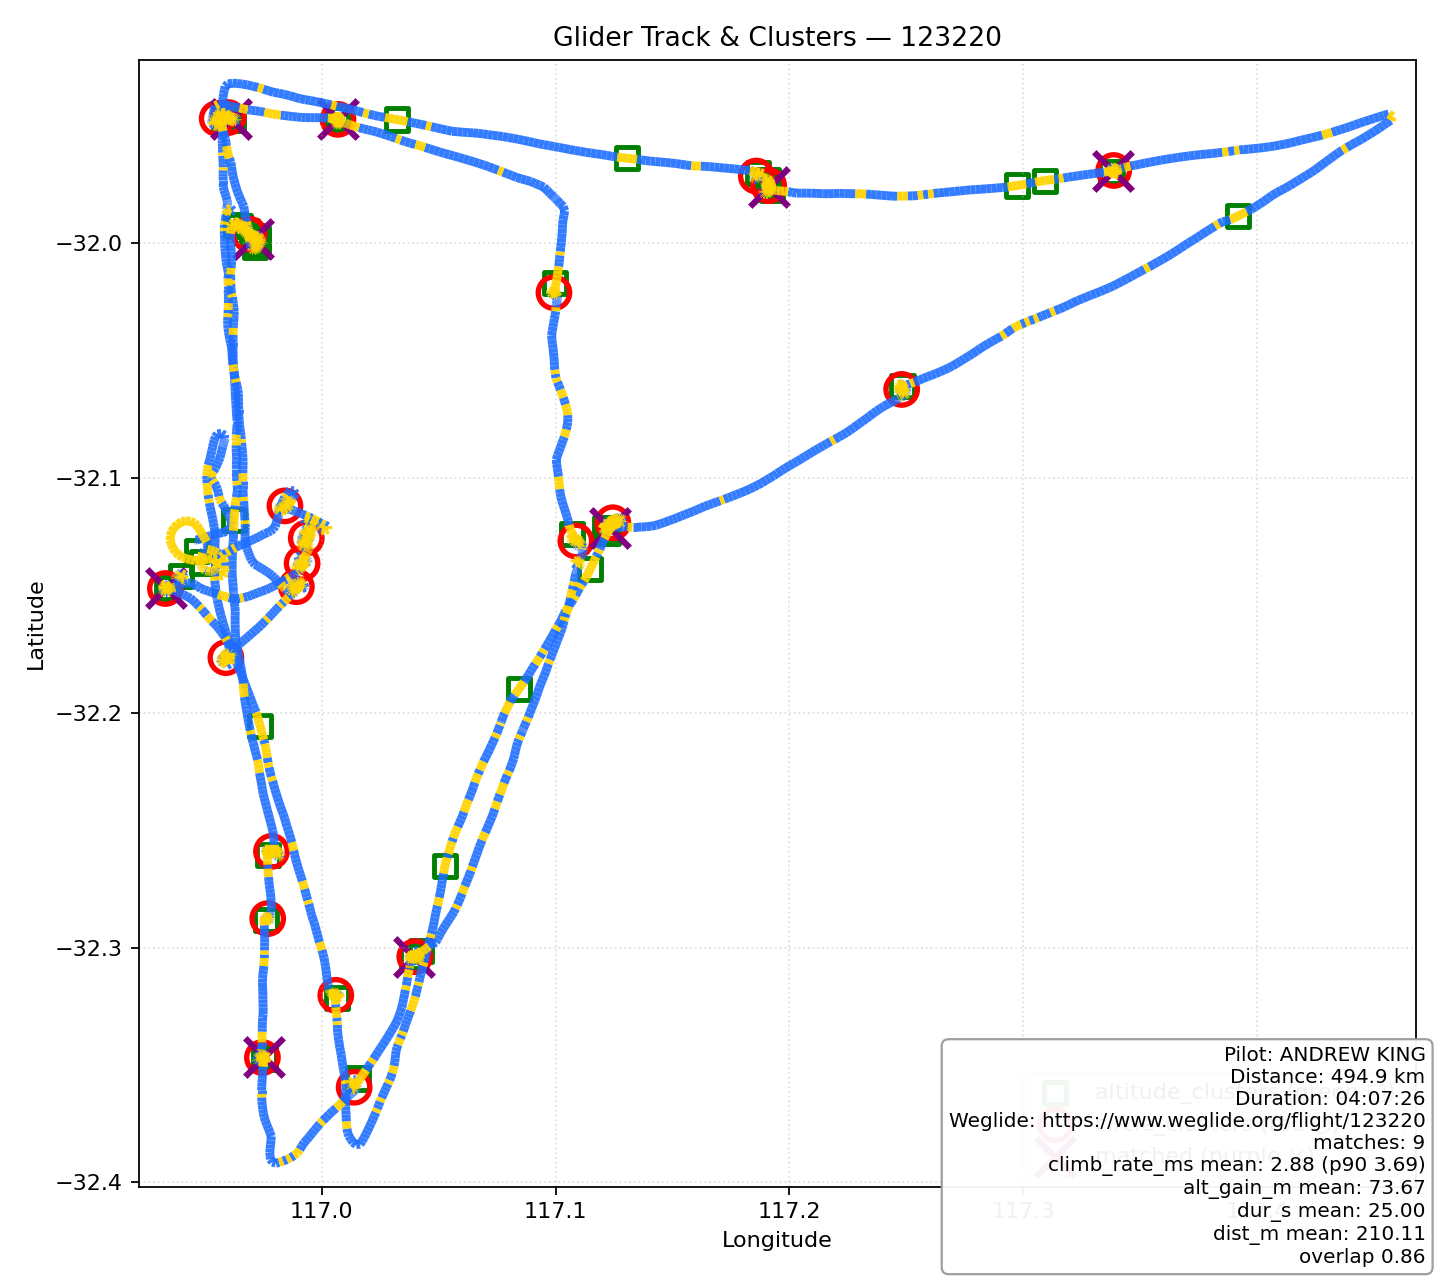 Glider Track & Clusters — 123220
Latitude
−32.0
−32.1
−32.2
−32.3
−32.4
117.0
117.1
117.2
117.3
Longitude
altitude_clusters
matched (purple
Pilot: ANDREW KING
Distance: 494.9 km
Duration: 04:07:26
Weglide: https://www.weglide.org/flight/123220
matches: 9
climb_rate_ms mean: 2.88 (p90 3.69)
alt_gain_m mean: 73.67
dur_s mean: 25.00
dist_m mean: 210.11
overlap 0.86